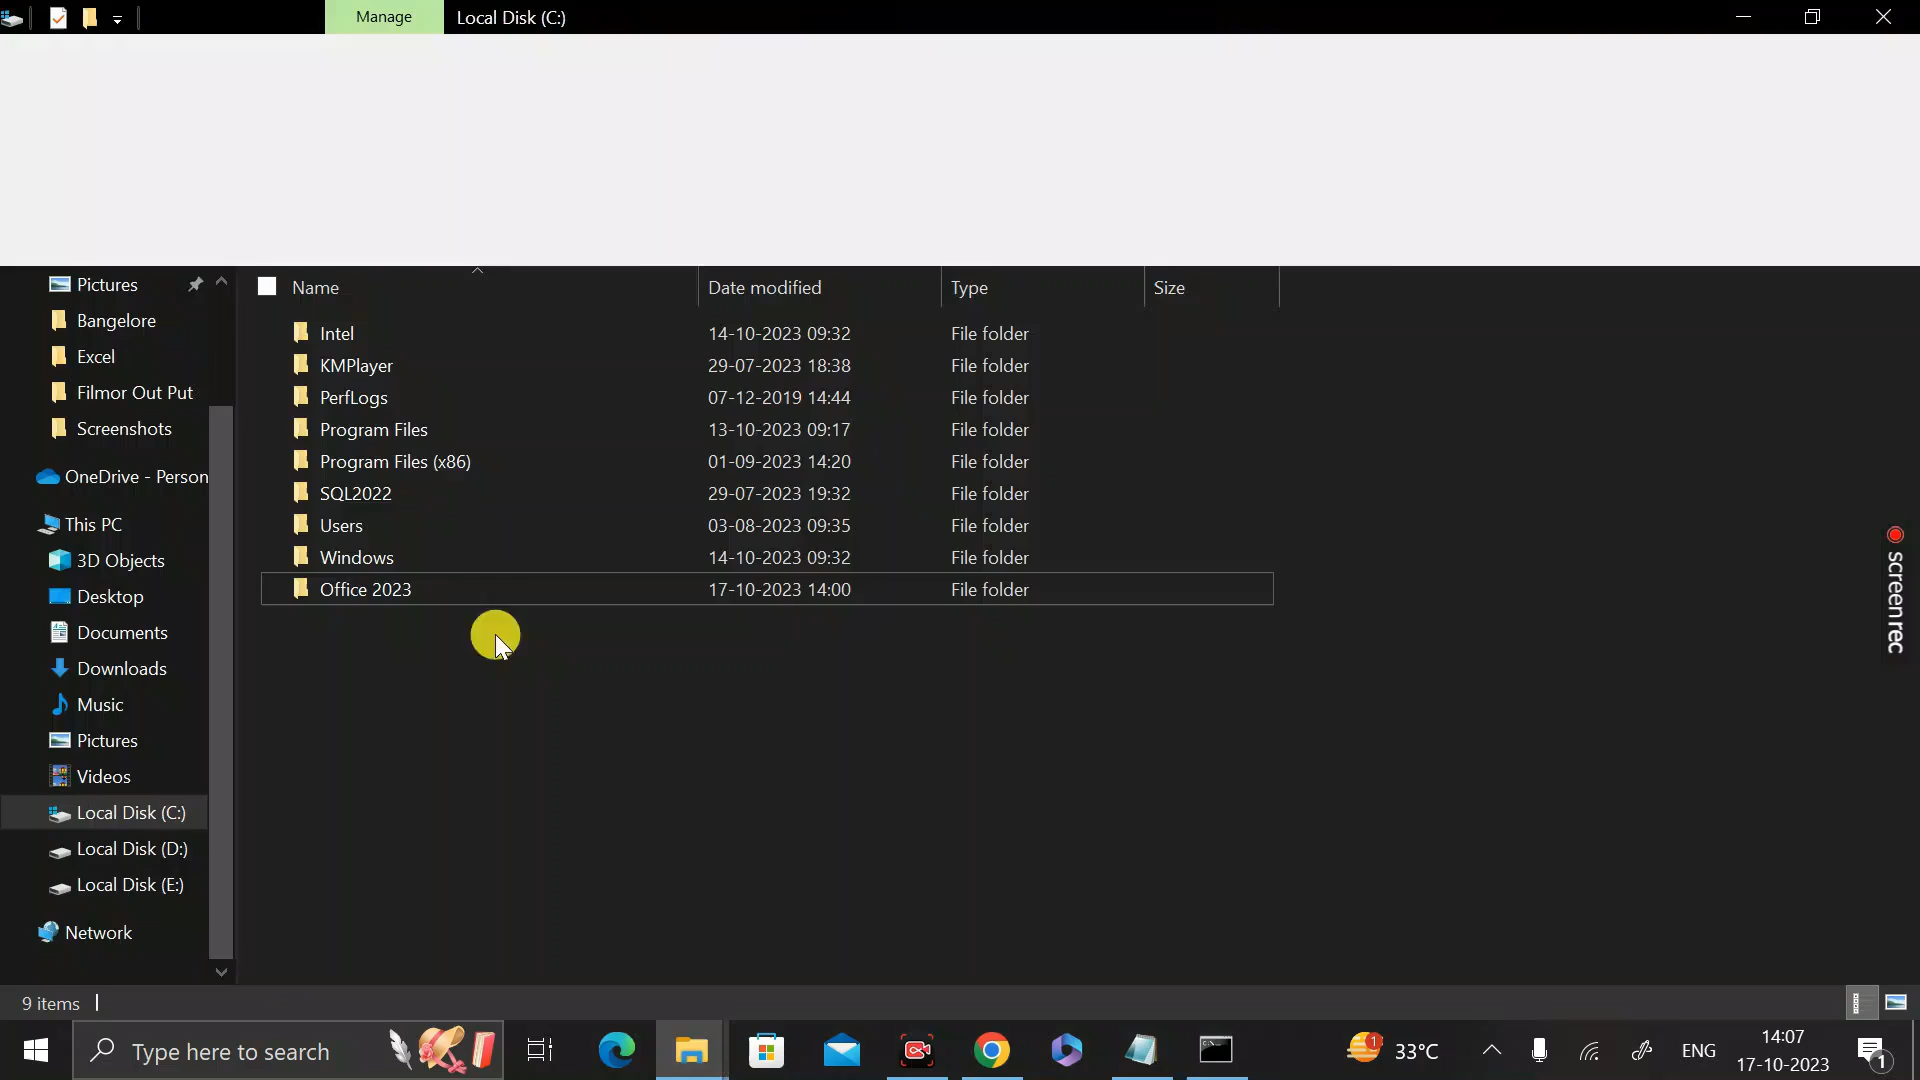 Manage Local Disk (C:)
Name Date modified Type Size
Pictures
Bangelore
Excel
Filmor Out Put
Screenshots
OneDrive - Person
This PC
3D Objects
Desktop
Documents
Downloads
Music
Pictures
Videos
Local Disk (C:)
Local Disk (D:)
Local Disk (E:)
Network
Intel 14-10-2023 09:32 File folder
KMPlayer 29-07-2023 18:38 File folder
PerfLogs 07-12-2019 14:44 File folder
Program Files 13-10-2023 09:17 File folder
Program Files (x86) 01-09-2023 14:20 File folder
SQL2022 29-07-2023 19:32 File folder
Users 03-08-2023 09:35 File folder
Windows 14-10-2023 09:32 File folder
Office 2023 17-10-2023 14:00 File folder
screenrec
9 items
Type here to search
1 33°C
ENG
14:07
17-10-2023
1